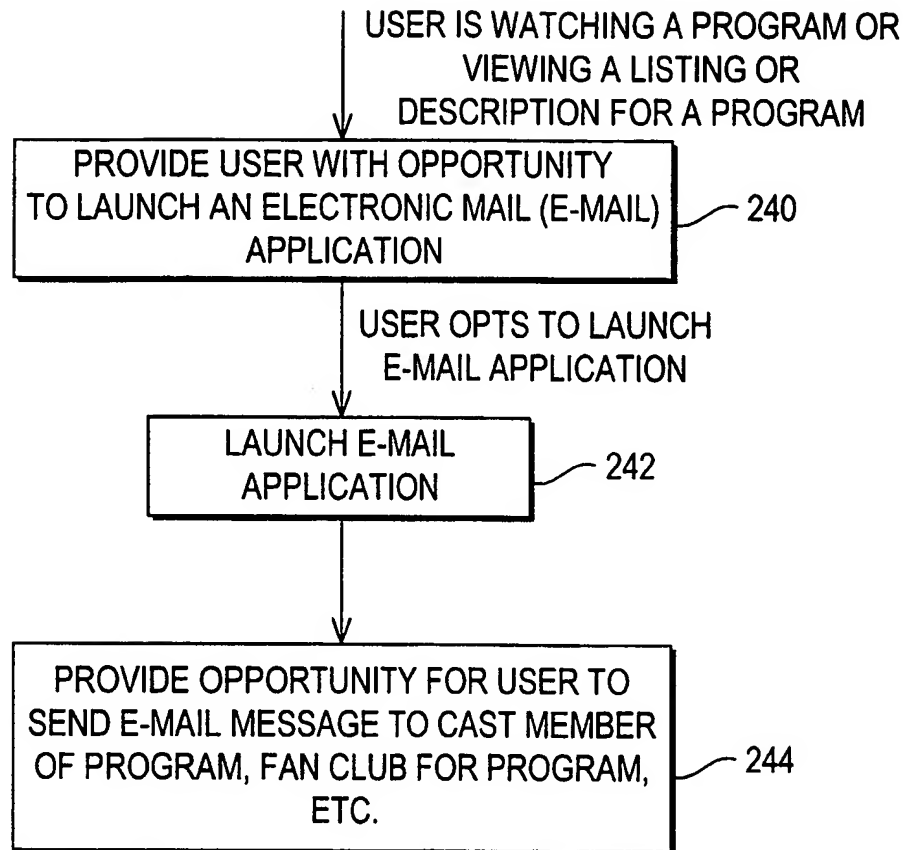 USER IS WATCHING A PROGRAM OR
VIEWING A LISTING OR
DESCRIPTION FOR A PROGRAM
PROVIDE USER WITH OPPORTUNITY
TO LAUNCH AN ELECTRONIC MAIL (E-MAIL)
APPLICATION
240
USER OPTS TO LAUNCH
E-MAIL APPLICATION
LAUNCH E-MAIL
APPLICATION
242
PROVIDE OPPORTUNITY FOR USER TO
SEND E-MAIL MESSAGE TO CAST MEMBER
OF PROGRAM, FAN CLUB FOR PROGRAM,
ETC.
244